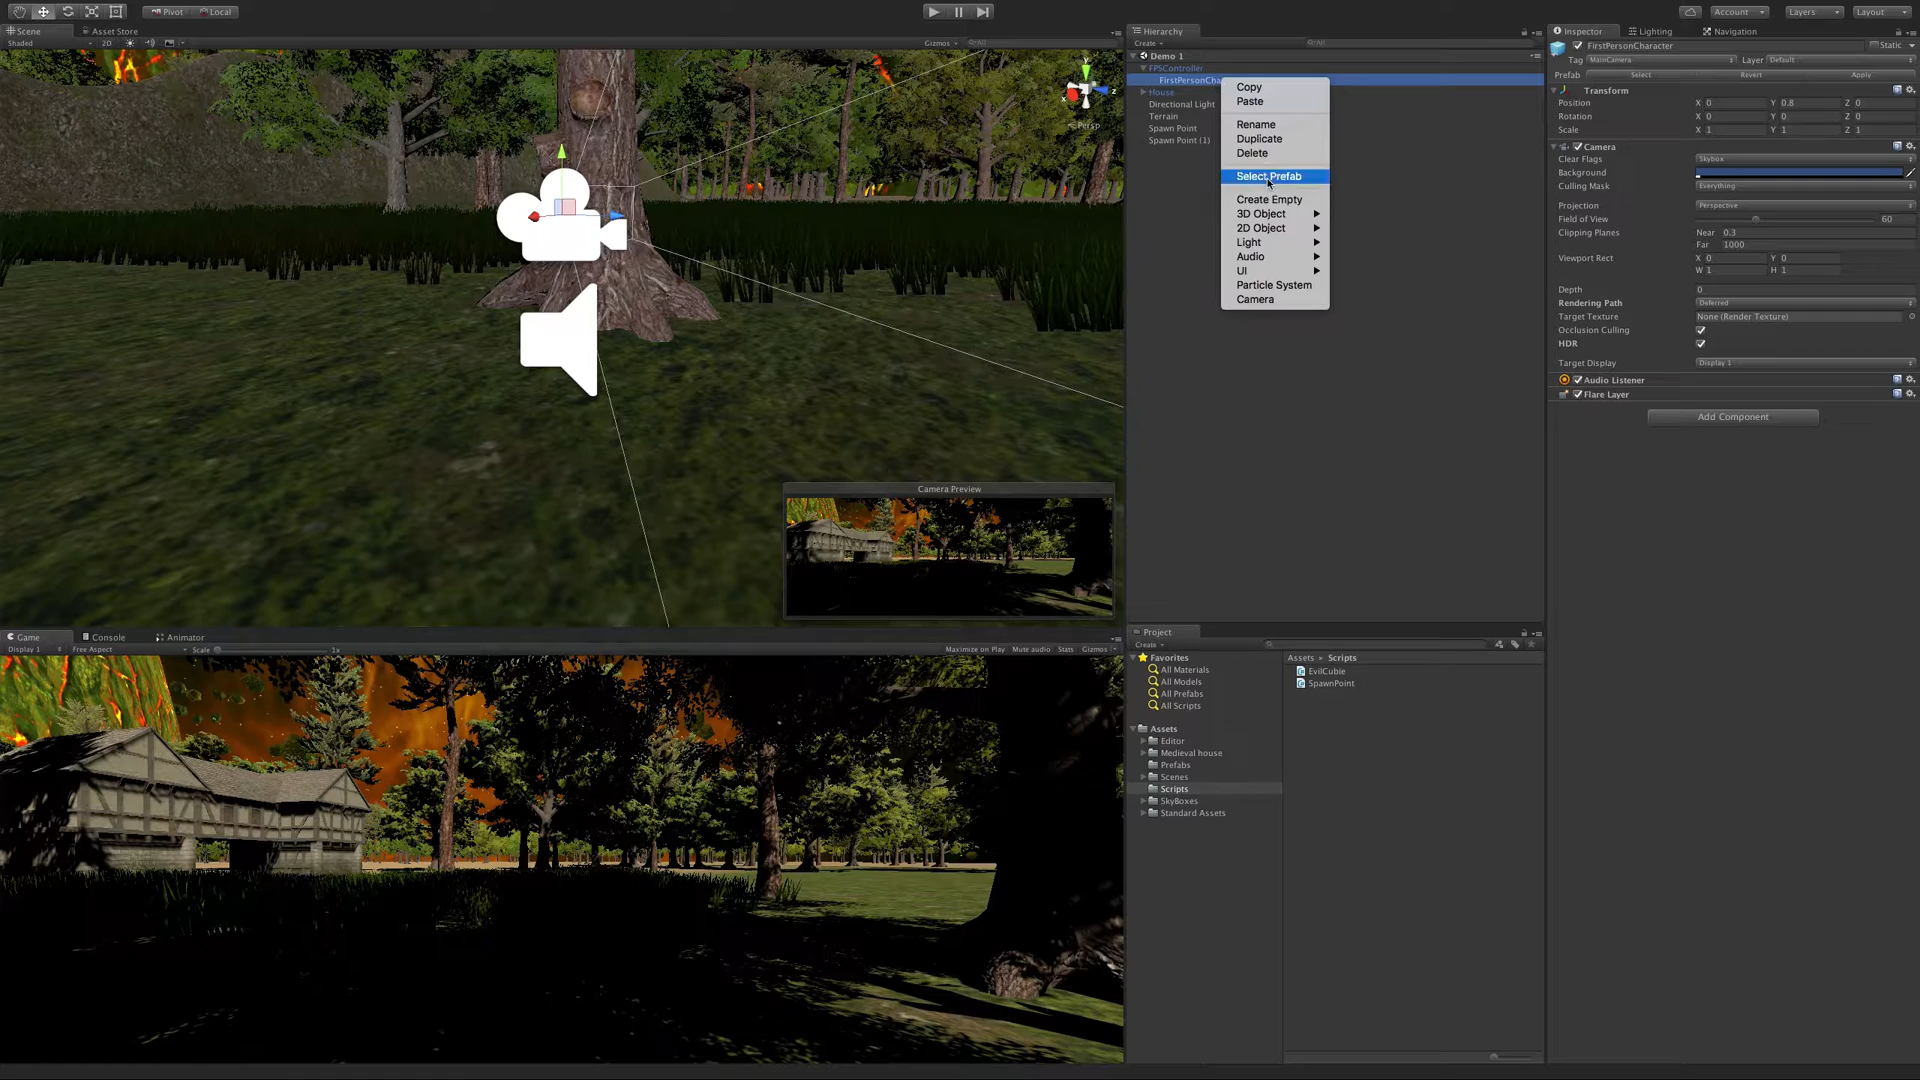 Pivot Local
Account Layers Layout
Scene Asset Store
Shaded 2D Gizmos All
Persp
y x z
Camera Preview
Hierarchy
Create All
Demo 1
FPSController
FirstPersonCha
House
Directional Light
Terrain
Spawn Point
Spawn Point (1)
Copy
Paste
Rename
Duplicate
Delete
Select Prefab
Create Empty
3D Object
2D Object
Light
Audio
UI
Particle System
Camera
Inspector Lighting Navigation
FirstPersonCharacter Static
Tag MainCamera Layer Default
Prefab Select Revert Apply
Transform
Position X 0 Y 0.8 Z 0
Rotation X 0 Y 0 Z 0
Scale X 1 Y 1 Z 1
Camera
Clear Flags Skybox
Background
Culling Mask Everything
Projection Perspective
Field of View 60
Clipping Planes Near 0.3
Far 1000
Viewport Rect X 0 Y 0
W 1 H 1
Depth 0
Rendering Path Deferred
Target Texture None (Render Texture)
Occlusion Culling
HDR
Target Display Display 1
Audio Listener
Flare Layer
Add Component
Game Console Animator
Display 1 Free Aspect Scale 1x Maximize on Play Mute audio Stats Gizmos
Project
Create
Favorites
All Materials
All Models
All Prefabs
All Scripts
Assets
Editor
Medieval house
Prefabs
Scenes
Scripts
SkyBoxes
Standard Assets
Assets Scripts
EvilCubie
SpawnPoint